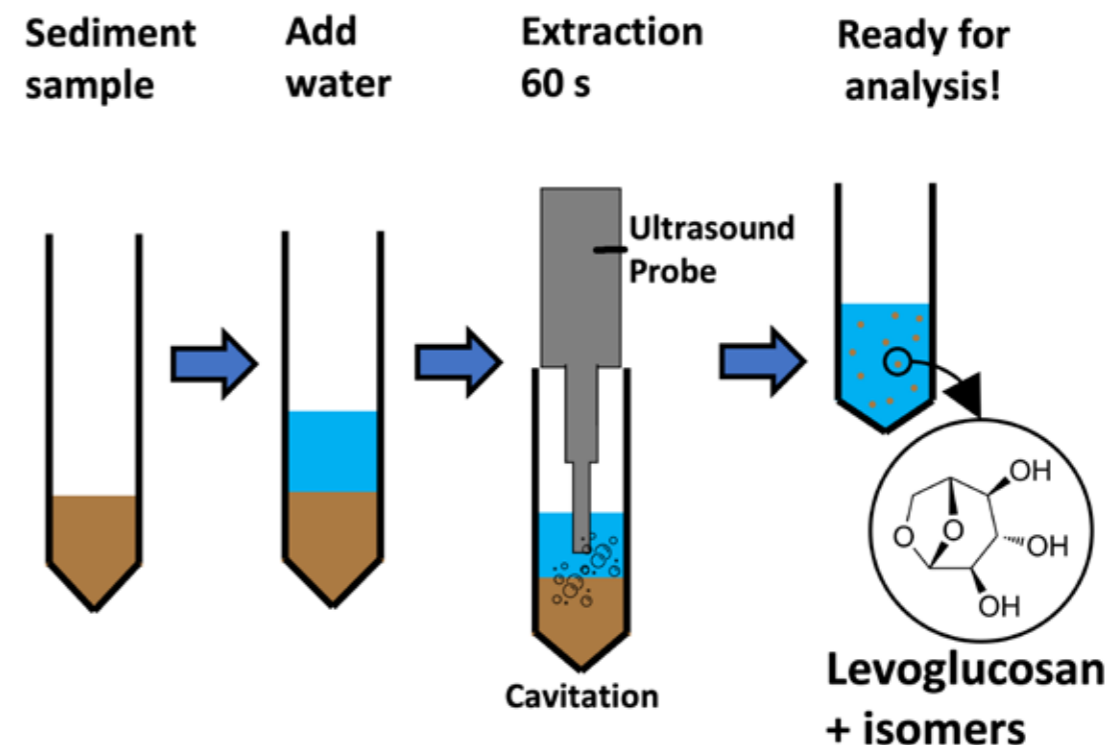 Sediment
sample
Add
water
Extraction
60 s
Ready for
analysis!
Ultrasound
Probe
Cavitation
OH
O
O
OH
OH
Levoglucosan
+ isomers